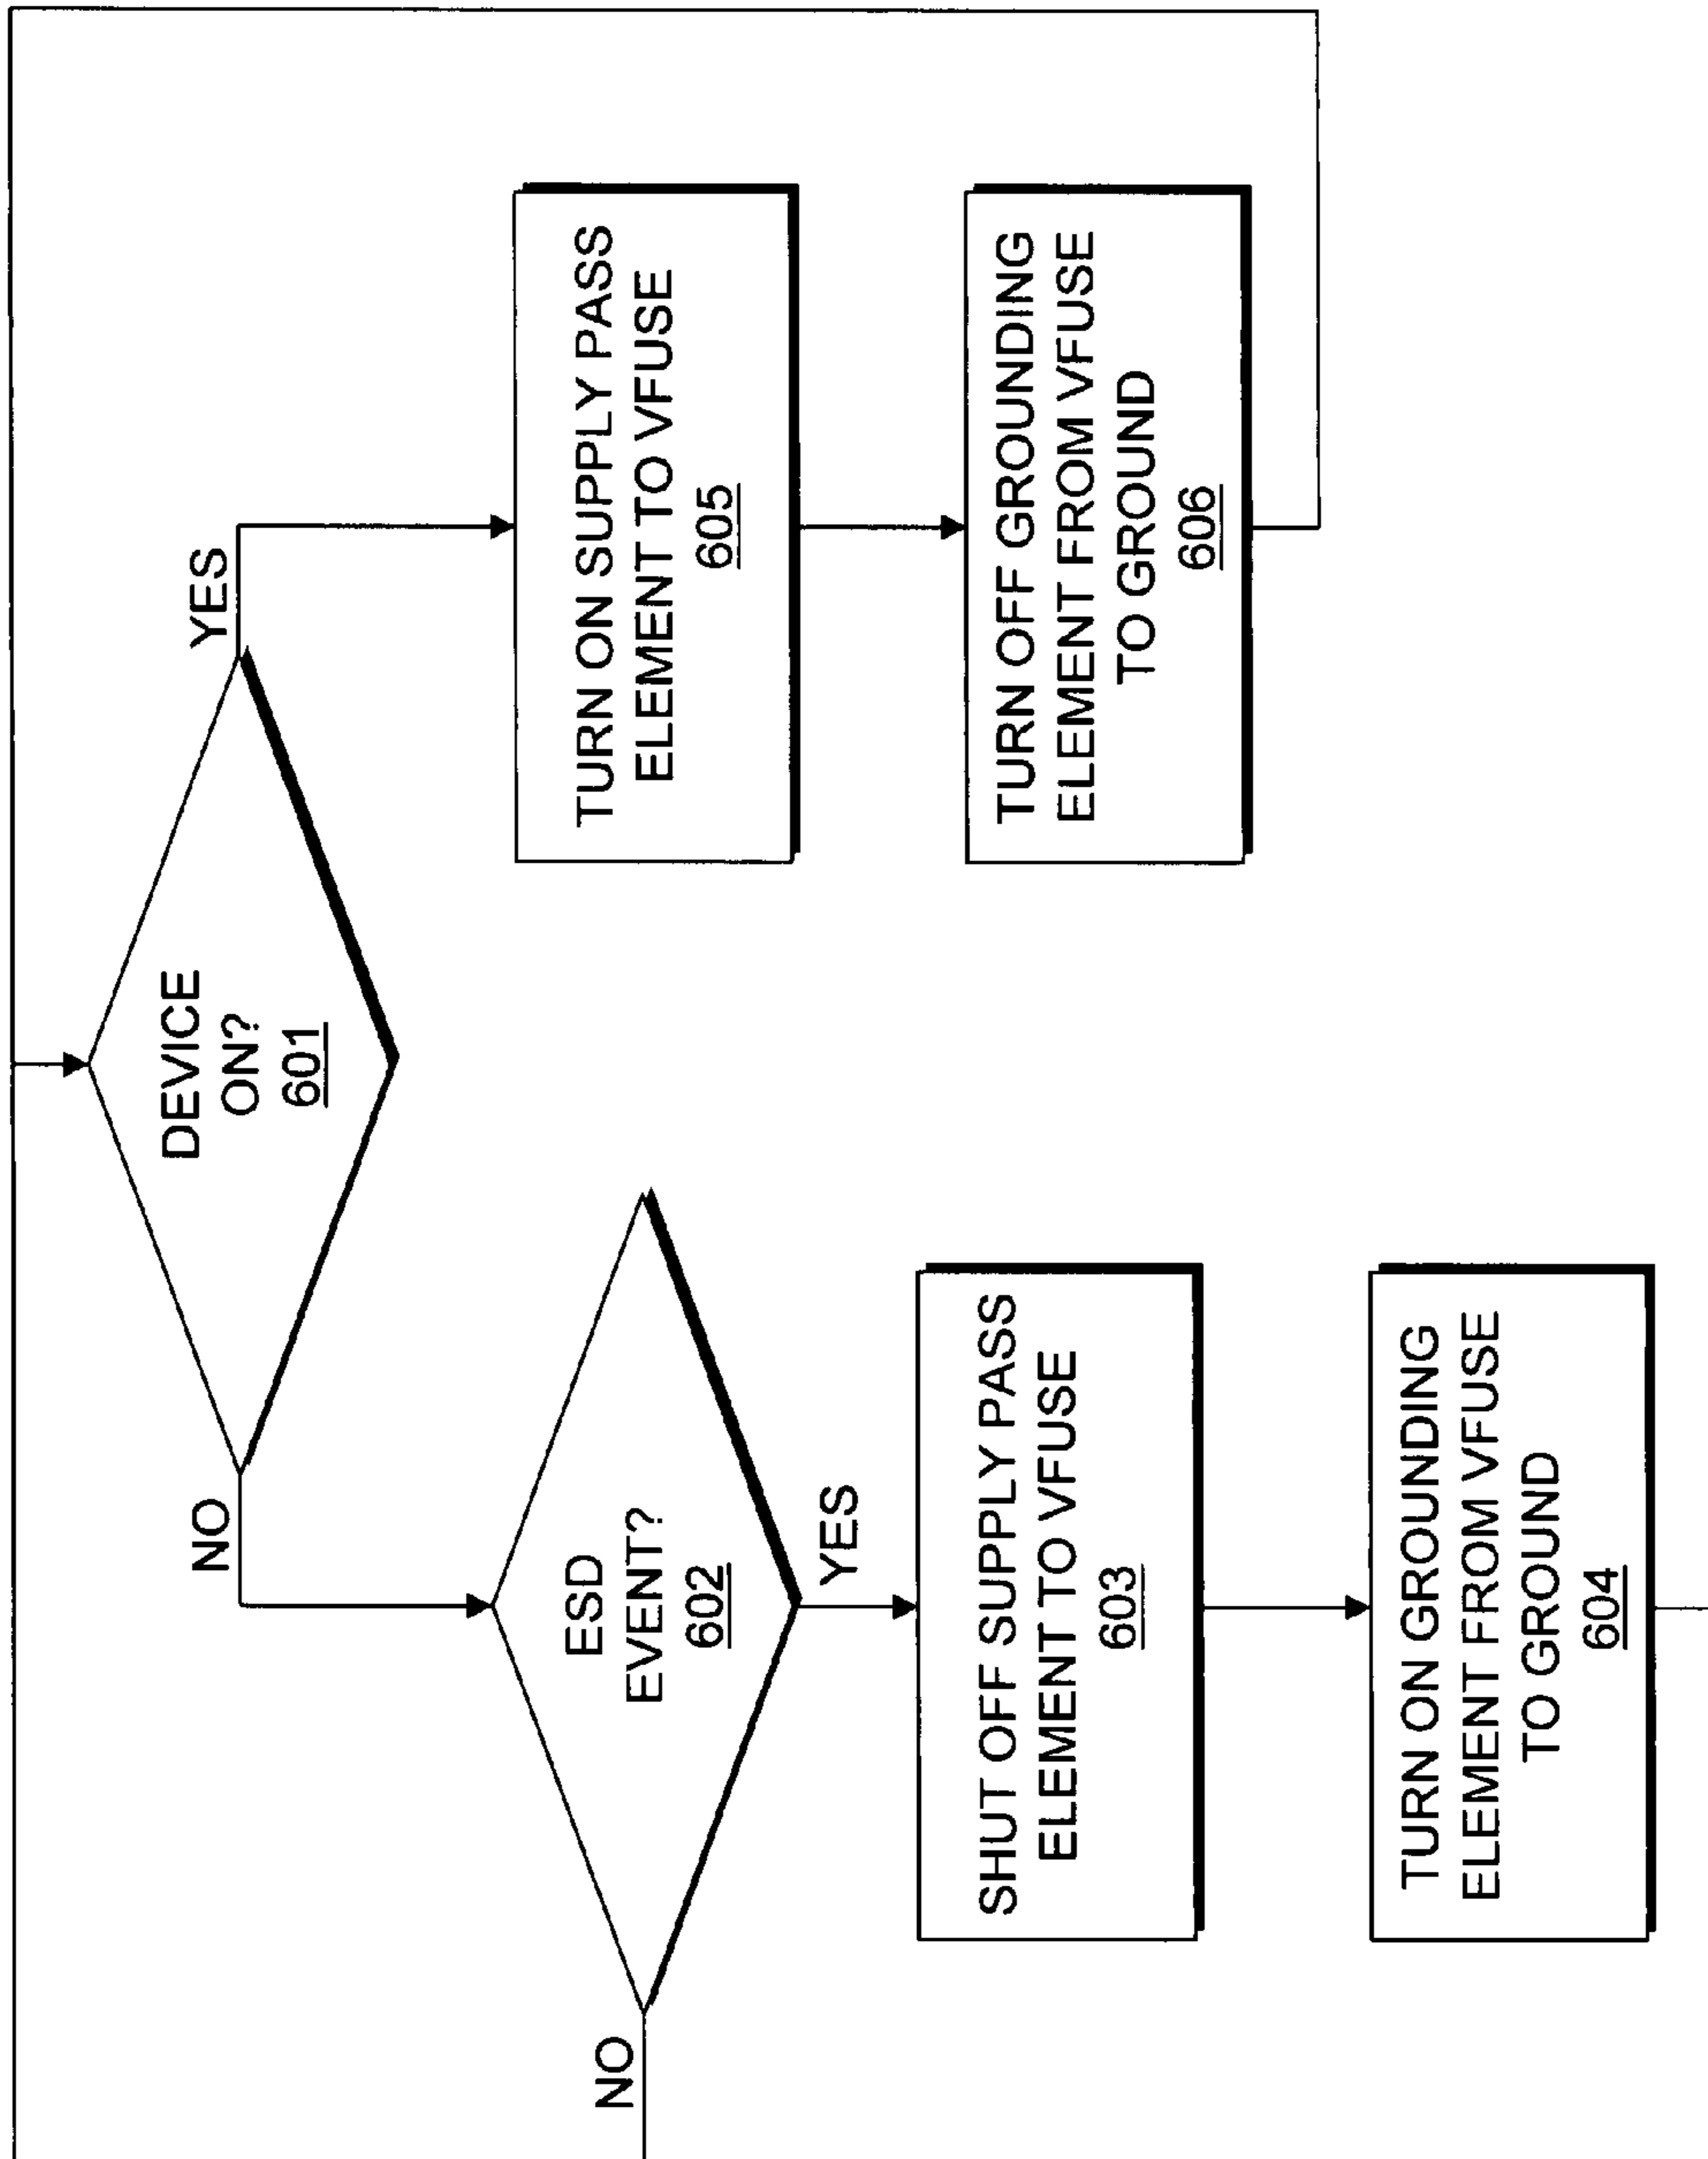 DEVICE
ON?
601
YES
NO
TURN ON SUPPLY PASS
ELEMENT TO VFUSE
605
TURN OFF GROUNDING
ELEMENT FROM VFUSE
TO GROUND
606
ESD
EVENT?
602
NO
YES
SHUT OFF SUPPLY PASS
ELEMENT TO VFUSE
603
TURN ON GROUNDING
ELEMENT FROM VFUSE
TO GROUND
604